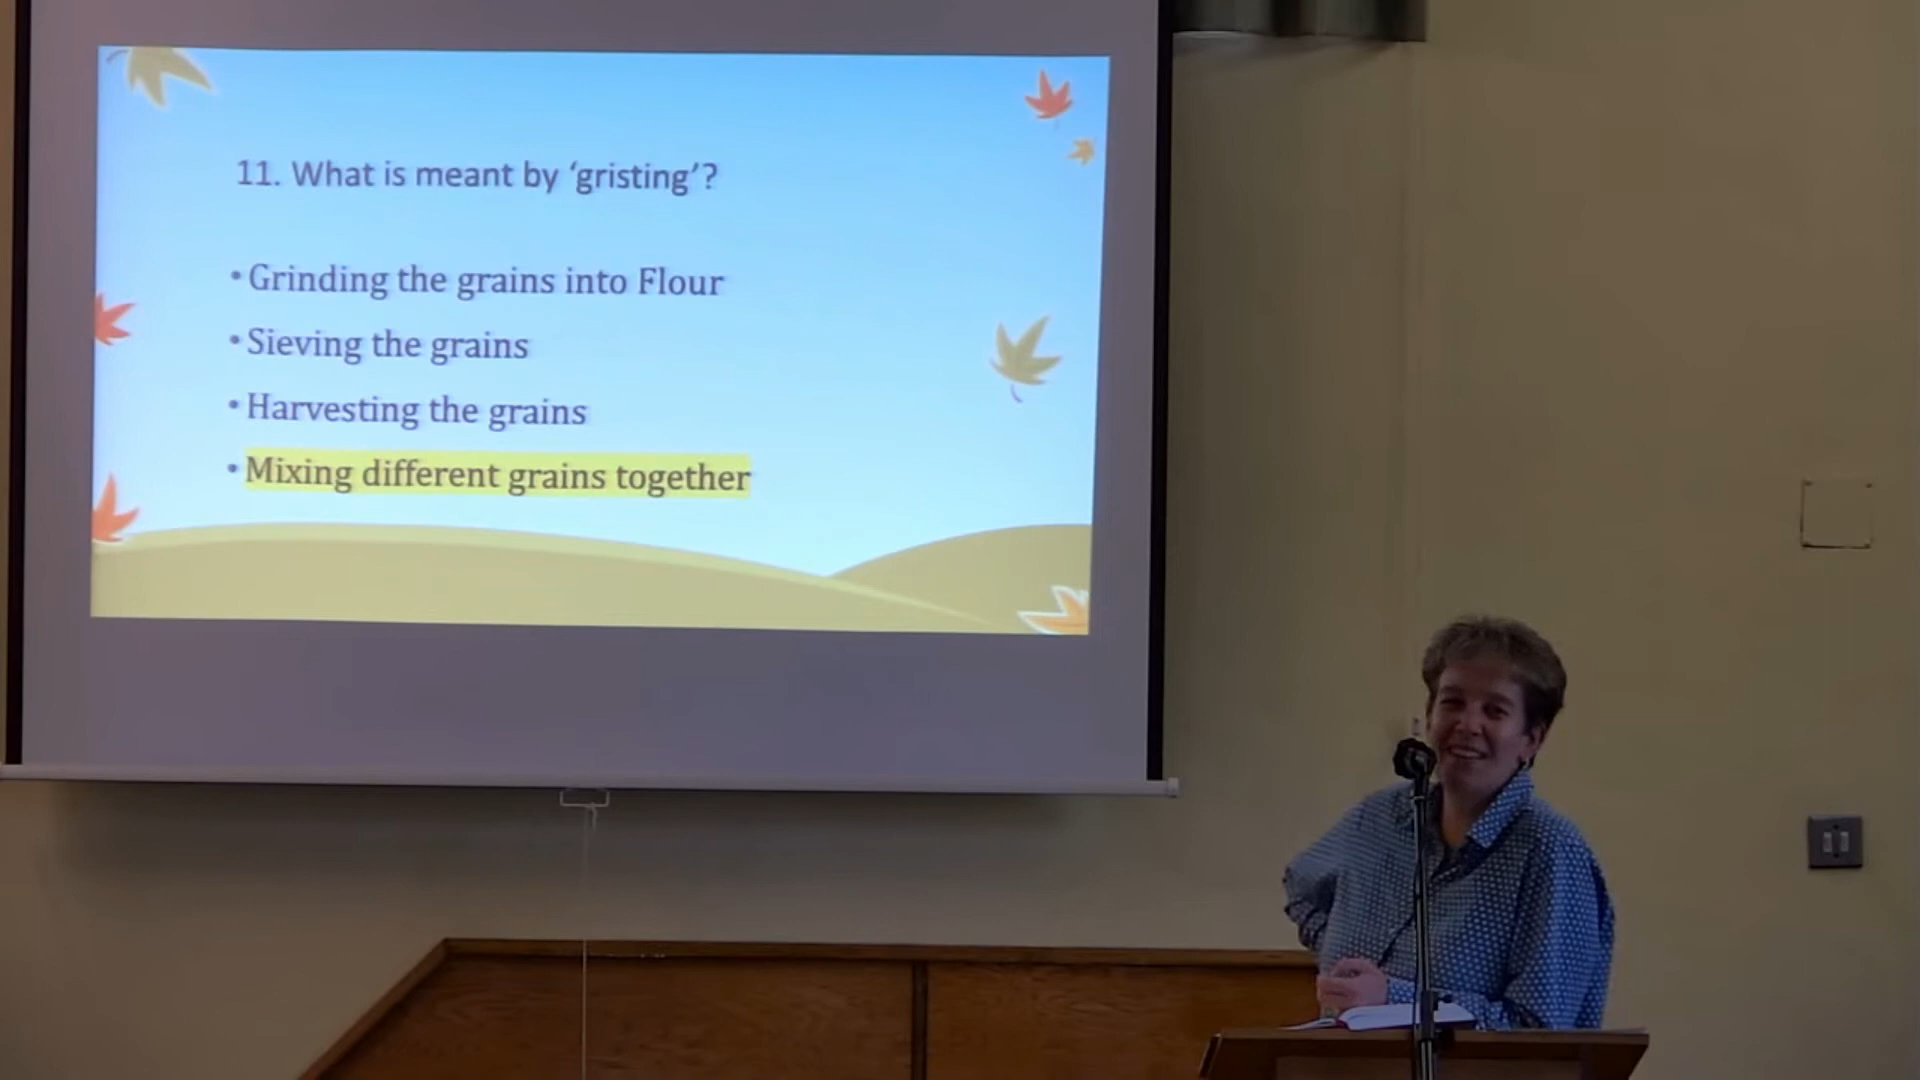 11. What is meant by ‘gristing’?
• Grinding the grains into Flour
• Sieving the grains
• Harvesting the grains
• Mixing different grains together